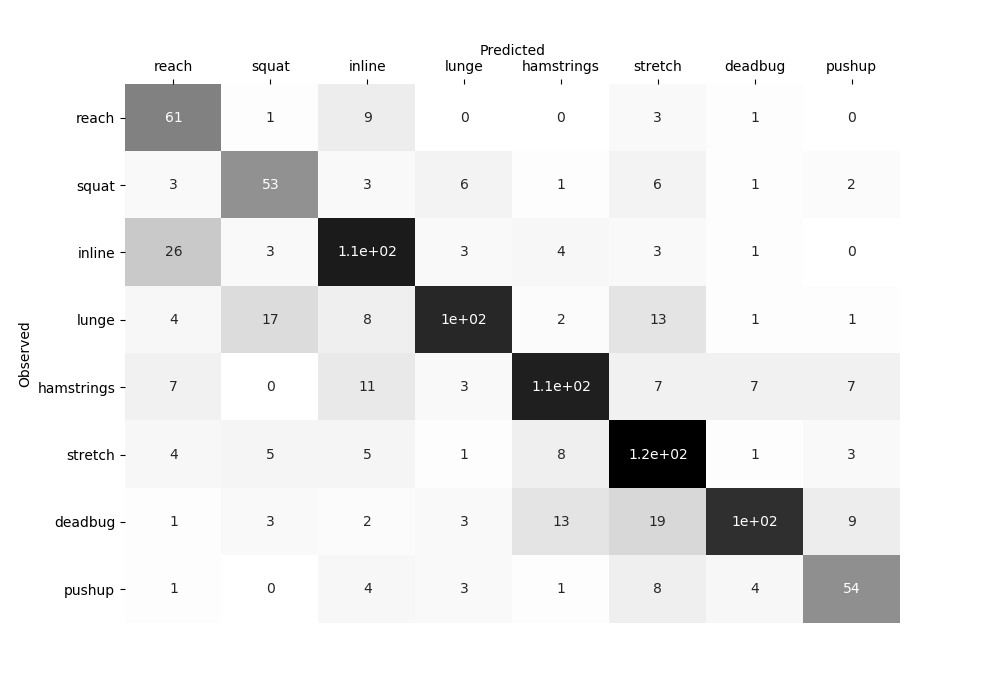 Predicted
reach squat inline lunge hamstrings stretch deadbug pushup
Observed
reach 61 1 9 0 0 3 1 0
squat 3 53 3 6 1 6 1 2
inline 26 3 1.1e+02 3 4 3 1 0
lunge 4 17 8 1e+02 2 13 1 1
hamstrings 7 0 11 3 1.1e+02 7 7 7
stretch 4 5 5 1 8 1.2e+02 1 3
deadbug 1 3 2 3 13 19 1e+02 9
pushup 1 0 4 3 1 8 4 54